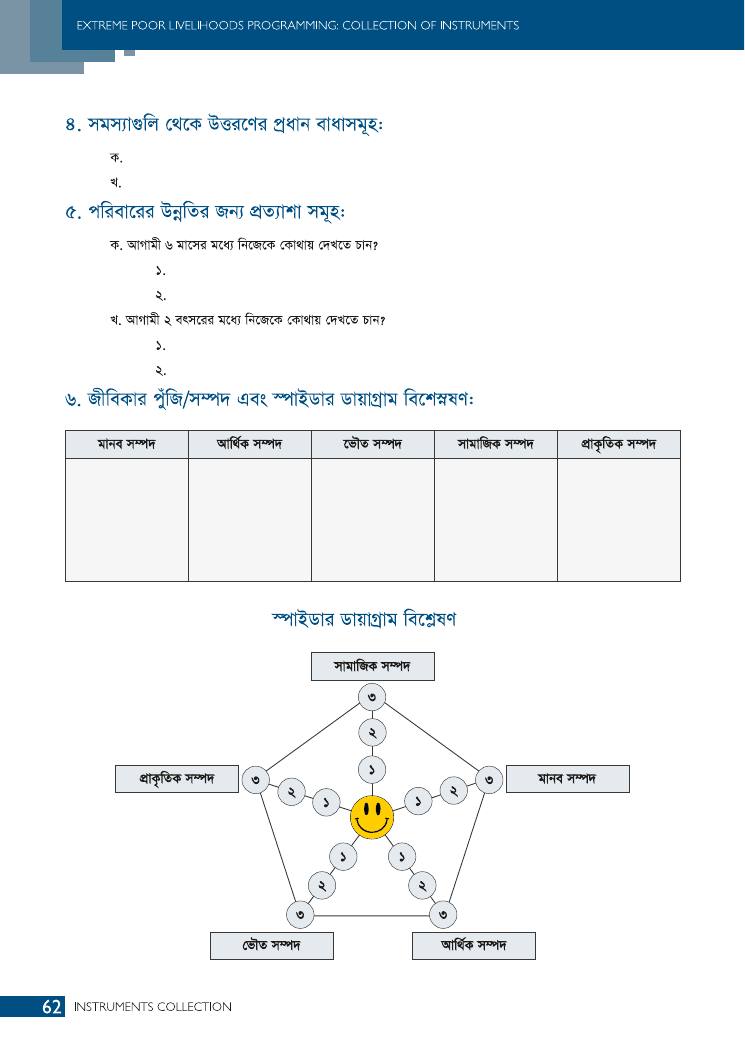 EXTREME POOR LIVELIHOODS PROGRAMMING: COLLECTION OF INSTRUMENTS
৪. সমস্যাগুলি থেকে উত্তরণের প্রধান বাধাসমূহ:
ক.
খ.
৫. পরিবারের উন্নতির জন্য প্রত্যাশা সমূহ:
ক. আগামী ৬ মাসের মধ্যে নিজেকে কোথায় দেখতে চান?
১.
২.
খ. আগামী ২ বৎসরের মধ্যে নিজেকে কোথায় দেখতে চান?
১.
২.
৬. জীবিকার পুঁজি/সম্পদ এবং স্পাইডার ডায়াগ্রাম বিশেস্নষণ:
মানব সম্পদ আর্থিক সম্পদ ভৌত সম্পদ সামাজিক সম্পদ প্রাকৃতিক সম্পদ
স্পাইডার ডায়াগ্রাম বিশ্লেষণ
সামাজিক সম্পদ
৩
২
১
প্রাকৃতিক সম্পদ ৩ ২ ১ ১ ২ ৩ মানব সম্পদ
১ ১
২ ২
৩ ৩
ভৌত সম্পদ আর্থিক সম্পদ
62 INSTRUMENTS COLLECTION